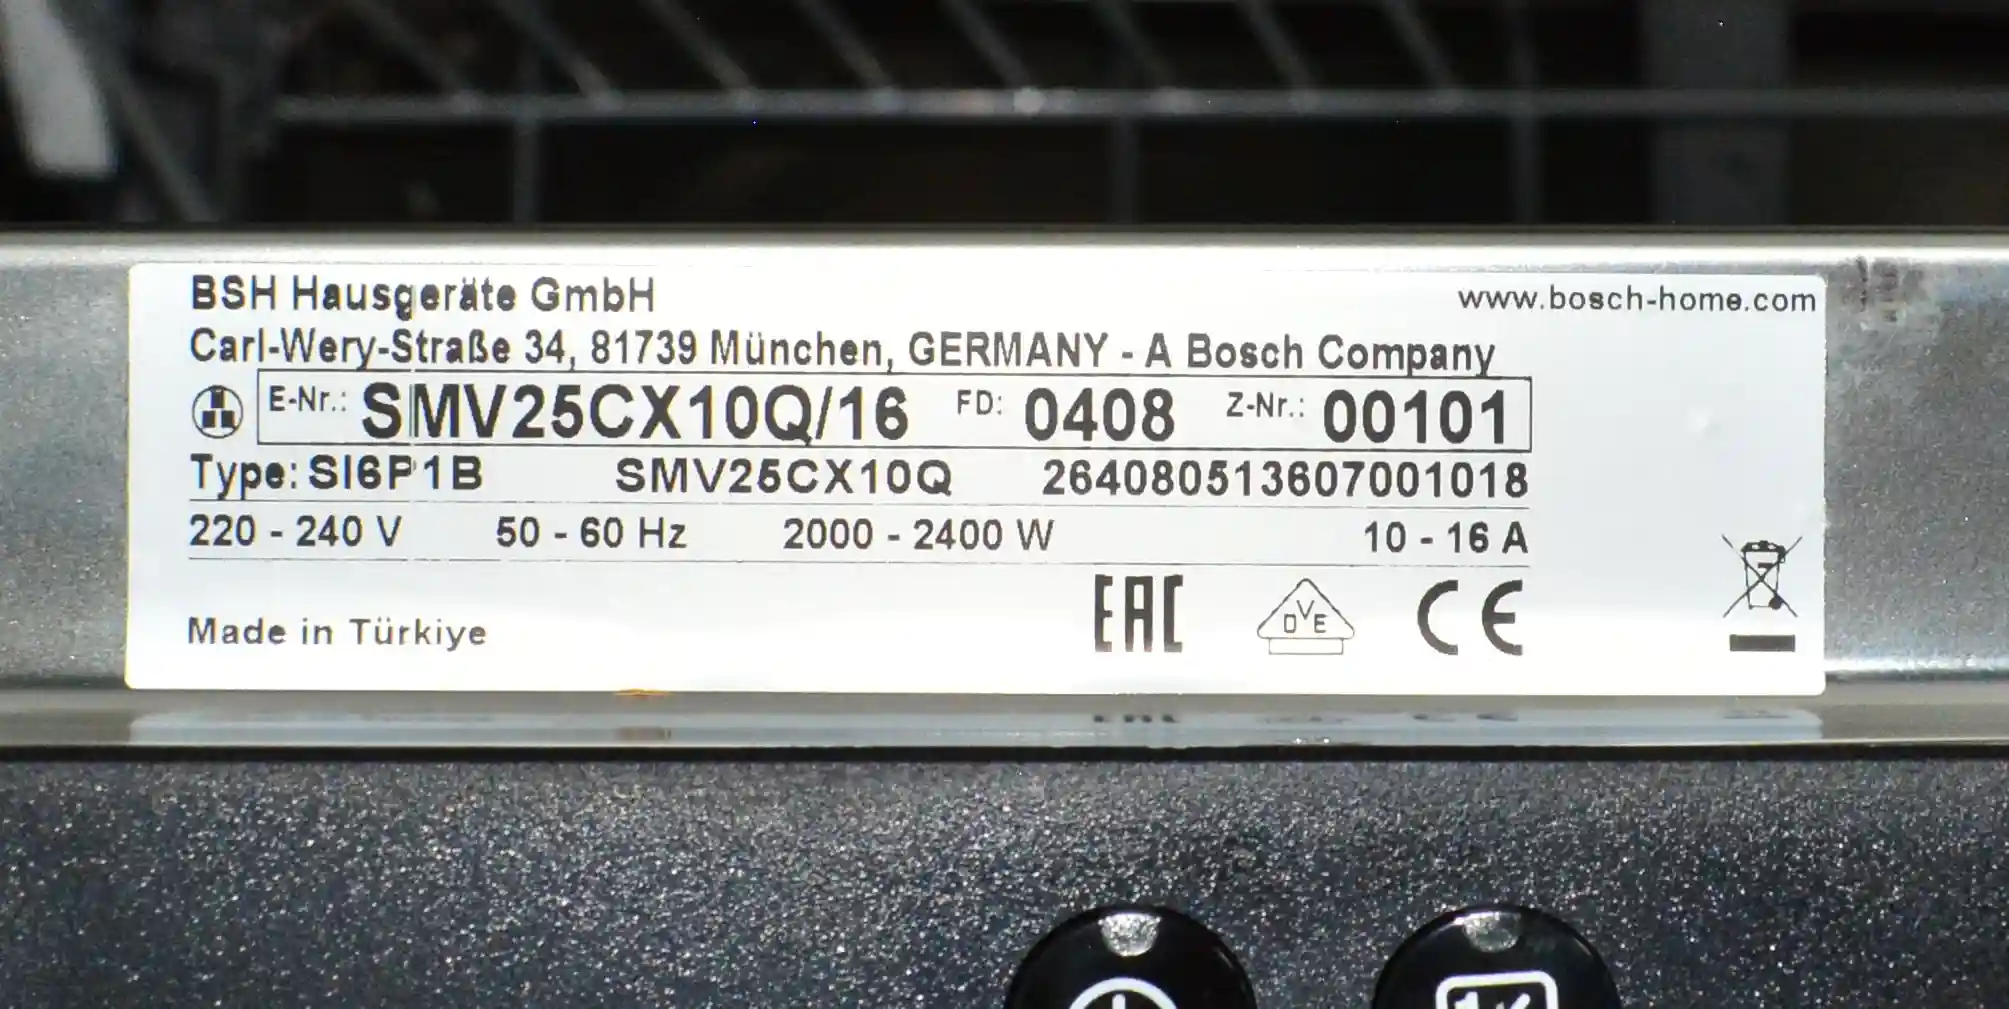 BSH Hausgeräte GmbH
www.bosch-home.com
Carl-Wery-Straße 34, 81739 München, GERMANY - A Bosch Company
E-Nr.: SMV25CX10Q/16 FD: 0408 Z-Nr.: 00101
Type: SI6P1B SMV25CX10Q 264080513607001018
220 - 240 V 50 - 60 Hz 2000 - 2400 W 10 - 16 A
Made in Türkiye
EAC DVE CE